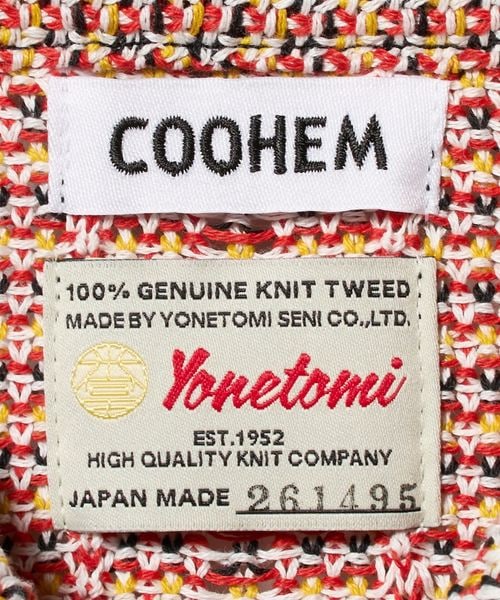 COOHEM
100% GENUINE KNIT TWEED
MADE BY YONETOMI SENI CO.,LTD.
Yonetomi
EST.1952
HIGH QUALITY KNIT COMPANY
JAPAN MADE 261495